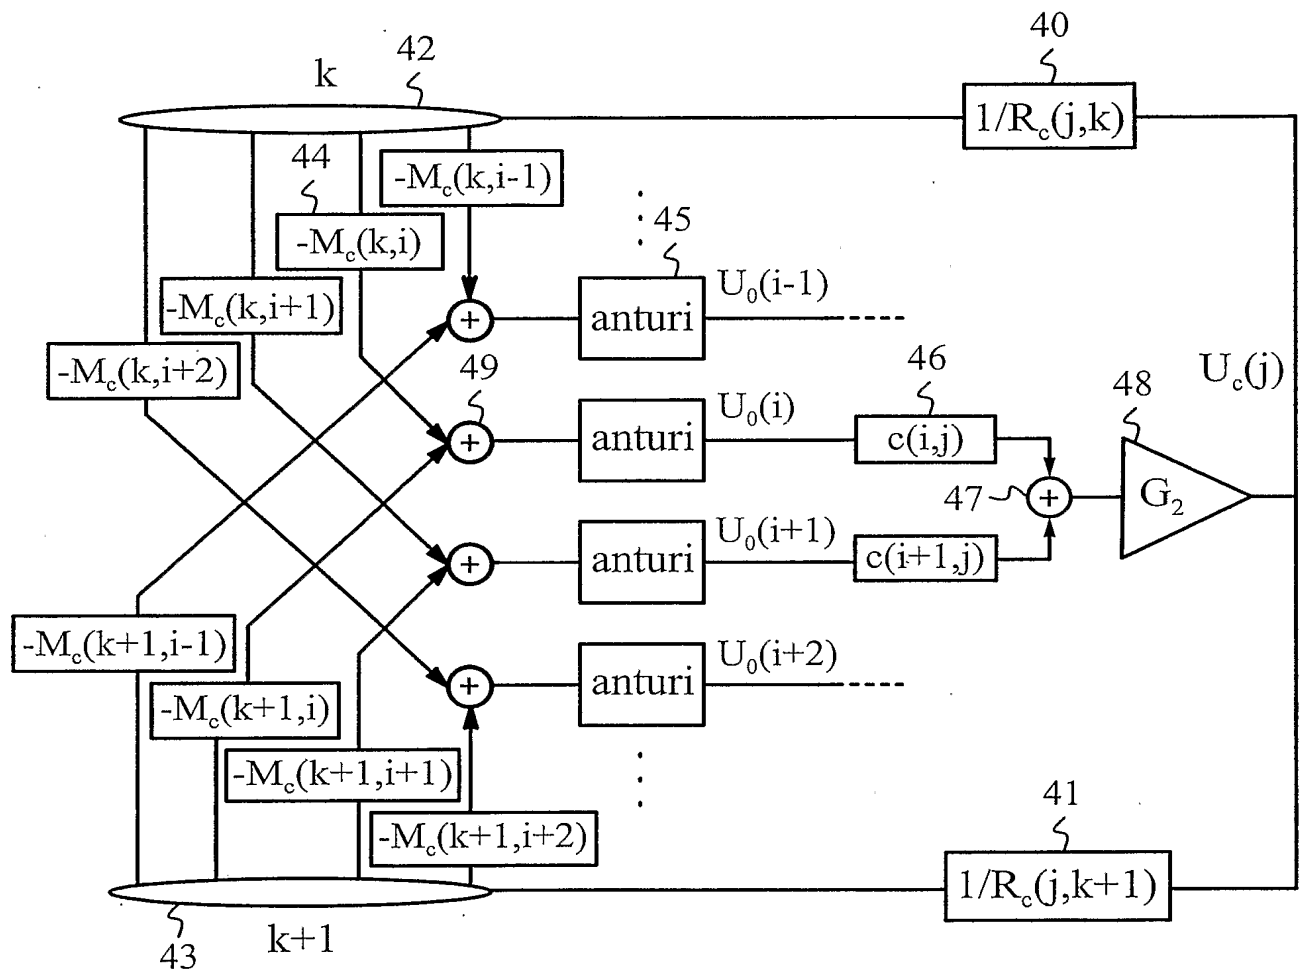 40
42
k
1/R_c(j,k)
44
-M_c(k,i-1)
45
-M_c(k,i)
U_0(i-1)
-M_c(k,i+1)
anturi
+
-M_c(k,i+2)
49
46
48
U_c(j)
U_0(i)
anturi
+
c(i,j)
47
+
G_2
U_0(i+1)
anturi
+
c(i+1,j)
-M_c(k+1,i-1)
U_0(i+2)
anturi
+
-M_c(k+1,i)
-M_c(k+1,i+1)
41
-M_c(k+1,i+2)
1/R_c(j,k+1)
43
k+1